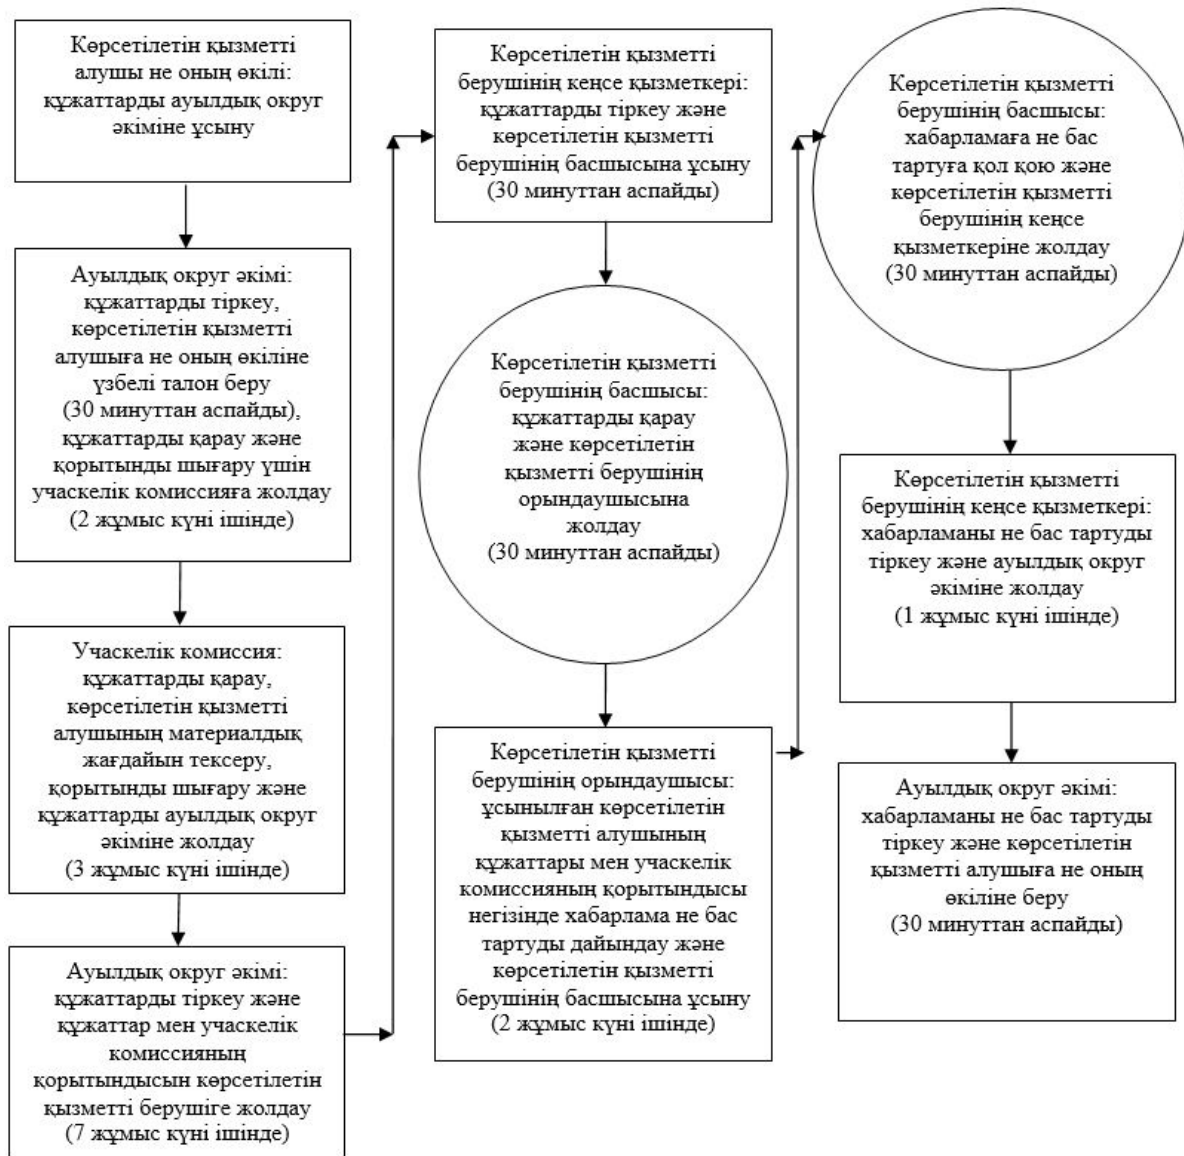 Көрсетілетін қызметті
алушы не оның өкілі:
құжаттарды ауылдық округ
әкіміне ұсыну
Ауылдық округ әкімі:
құжаттарды тіркеу,
көрсетілетін қызметті
алушыға не оның өкіліне
үзбелі талон беру
(30 минуттан аспайды),
құжаттарды қарау және
қорытынды шығару үшін
учаскелік комиссияға жолдау
(2 жұмыс күні ішінде)
Учаскелік комиссия:
құжаттарды қарау,
көрсетілетін қызметті
алушының материалдық
жағдайын тексеру,
қорытынды шығару және
құжаттарды ауылдық округ
әкіміне жолдау
(3 жұмыс күні ішінде)
Ауылдық округ әкімі:
құжаттарды тіркеу және
құжаттар мен учаскелік
комиссияның
қорытындысын көрсетілетін
қызметті берушіге жолдау
(7 жұмыс күні ішінде)
Көрсетілетін қызметті
берушінің кеңсе қызметкері:
құжаттарды тіркеу және
көрсетілетін қызметті
берушінің басшысына ұсыну
(30 минуттан аспайды)
Көрсетілетін қызметті
берушінің басшысы:
құжаттарды қарау
және көрсетілетін
қызметті берушінің
орындаушысына
жолдау
(30 минуттан аспайды)
Көрсетілетін қызметті
берушінің орындаушысы:
ұсынылған көрсетілетін
қызметті алушының
құжаттары мен учаскелік
комиссияның қорытындысы
негізінде хабарлама не бас
тартуды дайындау және
көрсетілетін қызметті
берушінің басшысына ұсыну
(2 жұмыс күні ішінде)
Көрсетілетін қызметті
берушінің басшысы:
хабарламаға не бас
тартуға қол қою және
көрсетілетін қызметті
берушінің кеңсе
қызметкеріне жолдау
(30 минуттан аспайды)
Көрсетілетін қызметті
берушінің кеңсе қызметкері:
хабарламаны не бас тартуды
тіркеу және ауылдық округ
әкіміне жолдау
(1 жұмыс күні ішінде)
Ауылдық округ әкімі:
хабарламаны не бас тартуды
тіркеу және көрсетілетін
қызметті алушыға не оның
өкіліне беру
(30 минуттан аспайды)